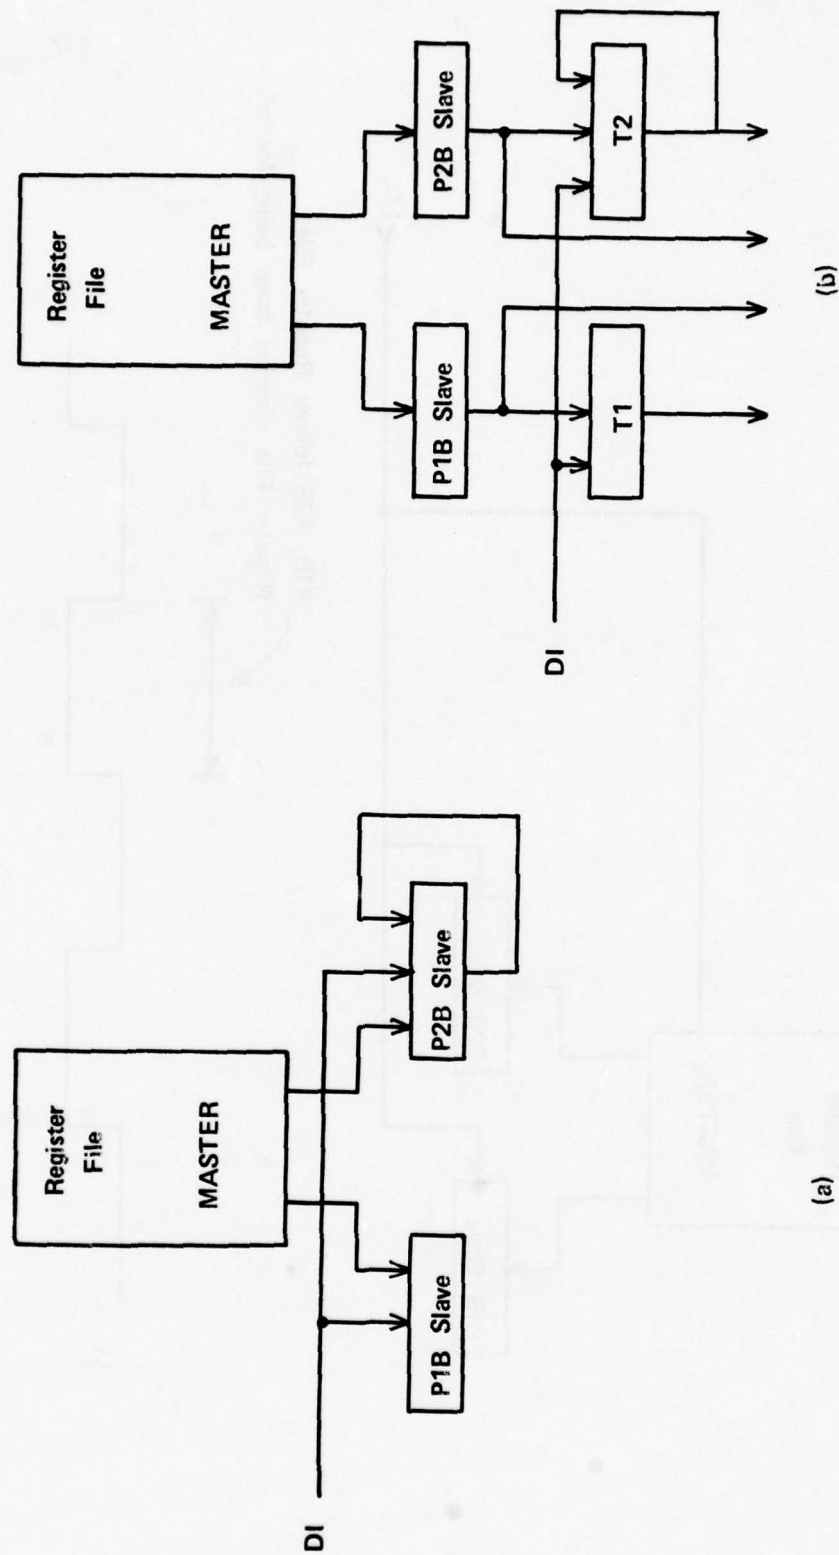 Register
File
MASTER
DI
P1B Slave
P2B Slave
(a)
Register
File
MASTER
P1B Slave
P2B Slave
DI
T1
T2
(b)